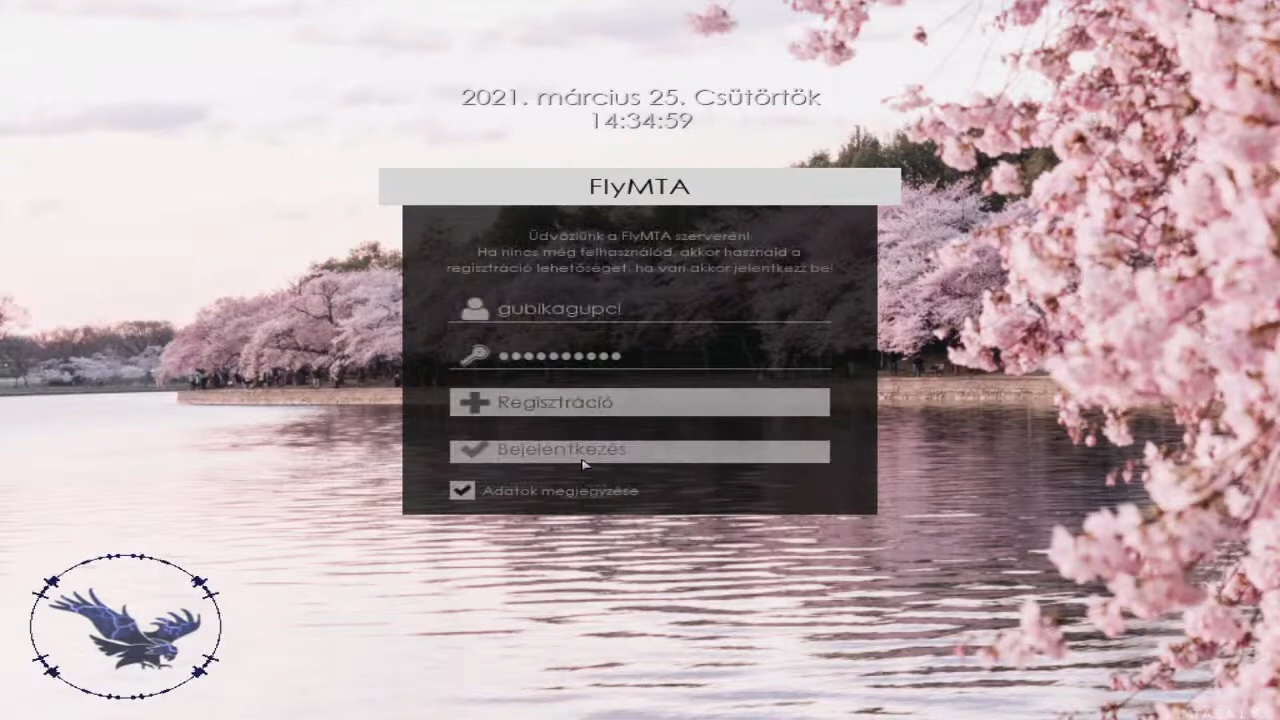 2021. március 25. Csütörtök
14:34:59
FlyMTA
Üdvözlünk a FlyMTA szerverén!
Ha nincs még felhasználód, akkor használd a
regisztráció lehetőséget, ha van akkor jelentkezz be!
gubikagupci
Regisztráció
Bejelentkezés
Adatok megjegyzése